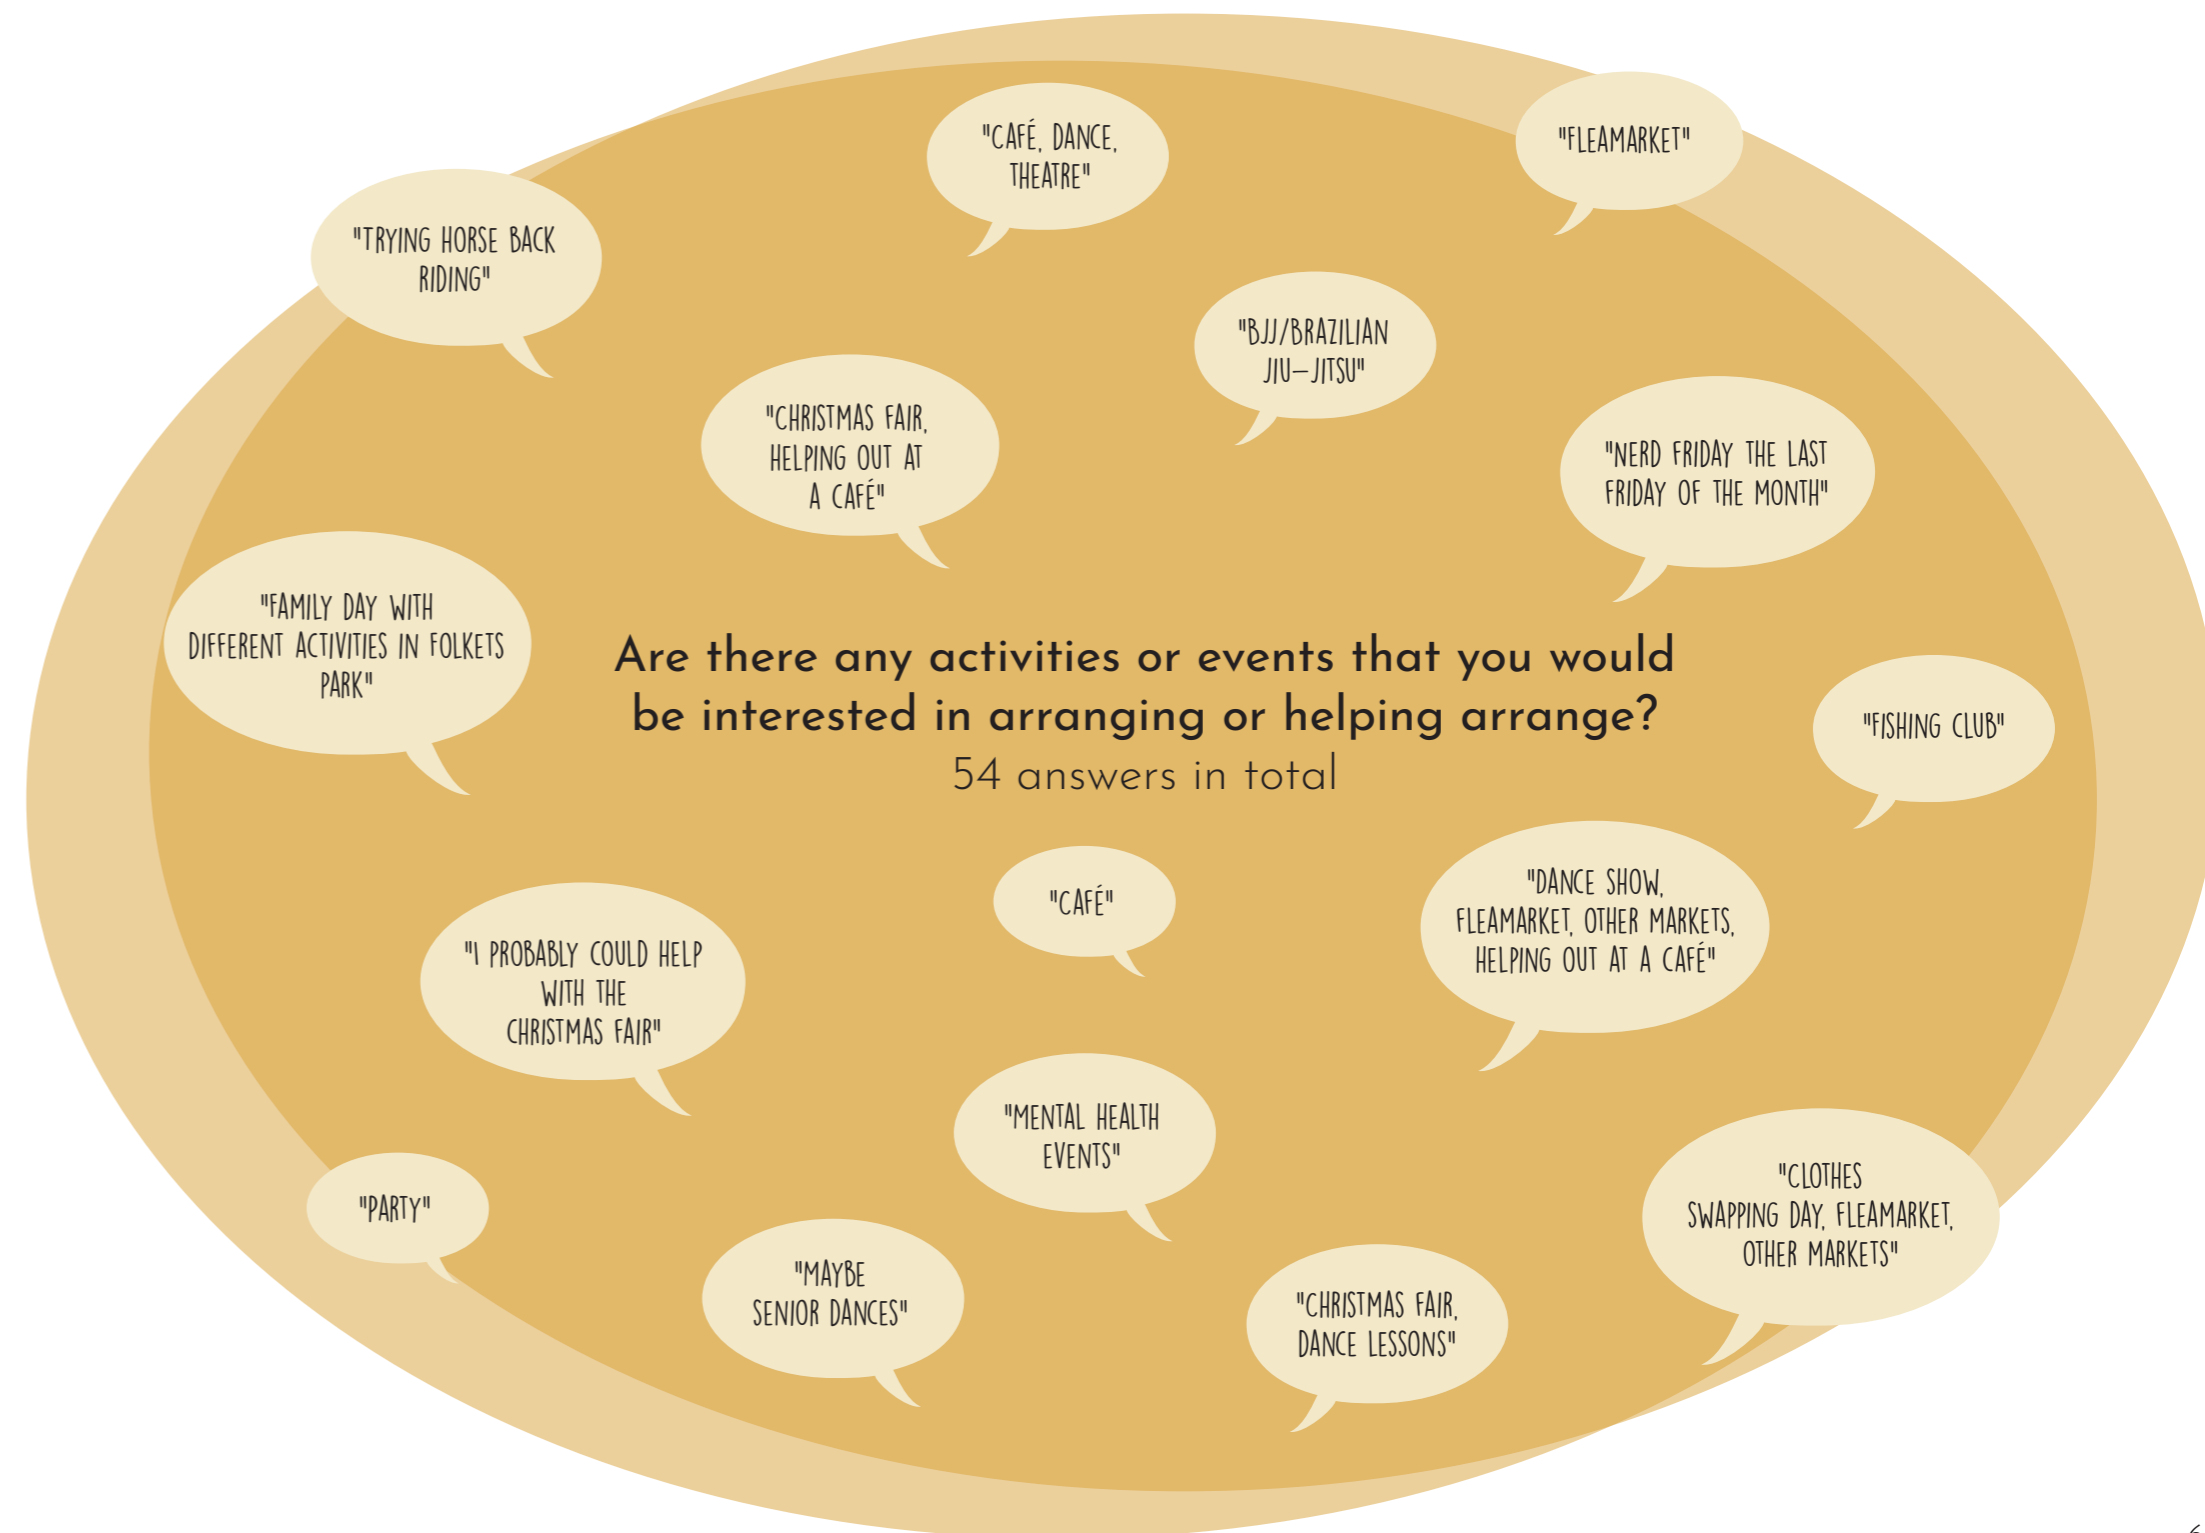 "CAFÉ, DANCE,
THEATRE"
"FLEAMARKET"
"TRYING HORSE BACK
RIDING"
"BJJ/BRAZILIAN
JIU–JITSU"
"CHRISTMAS FAIR,
HELPING OUT AT
A CAFÉ"
"NERD FRIDAY THE LAST
FRIDAY OF THE MONTH"
"FAMILY DAY WITH
DIFFERENT ACTIVITIES IN FOLKETS
PARK"
Are there any activities or events that you would
be interested in arranging or helping arrange?
54 answers in total
"FISHING CLUB"
"CAFÉ"
"DANCE SHOW,
FLEAMARKET, OTHER MARKETS,
HELPING OUT AT A CAFÉ"
"I PROBABLY COULD HELP
WITH THE
CHRISTMAS FAIR"
"MENTAL HEALTH
EVENTS"
"PARTY"
"CLOTHES
SWAPPING DAY, FLEAMARKET,
OTHER MARKETS"
"MAYBE
SENIOR DANCES"
"CHRISTMAS FAIR,
DANCE LESSONS"